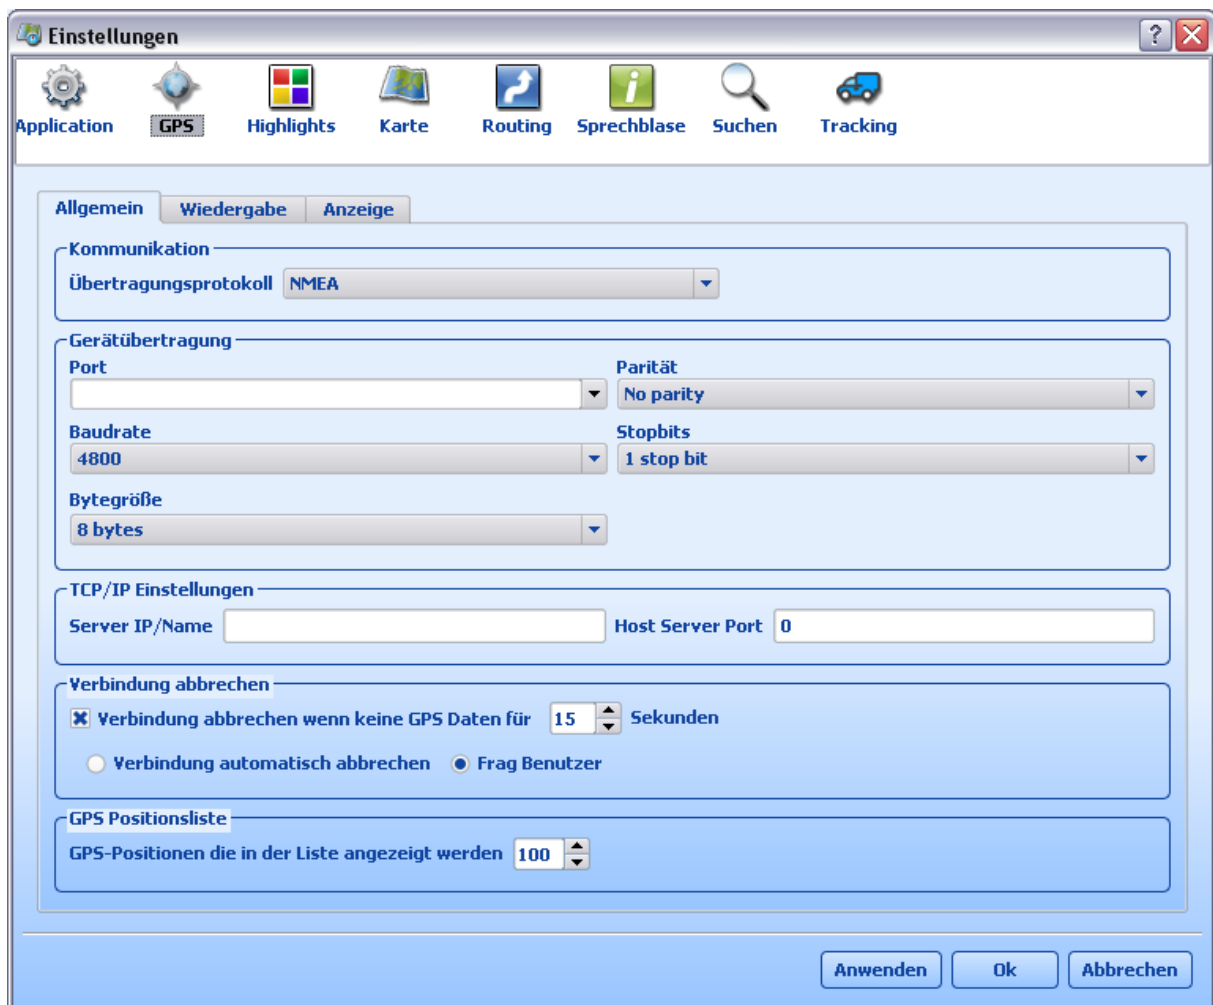 Einstellungen
Application GPS Highlights Karte Routing Sprechblase Suchen Tracking
Allgemein Wiedergabe Anzeige
Kommunikation
Übertragungsprotokoll NMEA
Gerätübertragung
Port Parität
No parity
Baudrate Stopbits
4800 1 stop bit
Bytegröße
8 bytes
TCP/IP Einstellungen
Server IP/Name Host Server Port 0
Verbindung abbrechen
Verbindung abbrechen wenn keine GPS Daten für 15 Sekunden
Verbindung automatisch abbrechen Frag Benutzer
GPS Positionsliste
GPS-Positionen die in der Liste angezeigt werden 100
Anwenden Ok Abbrechen